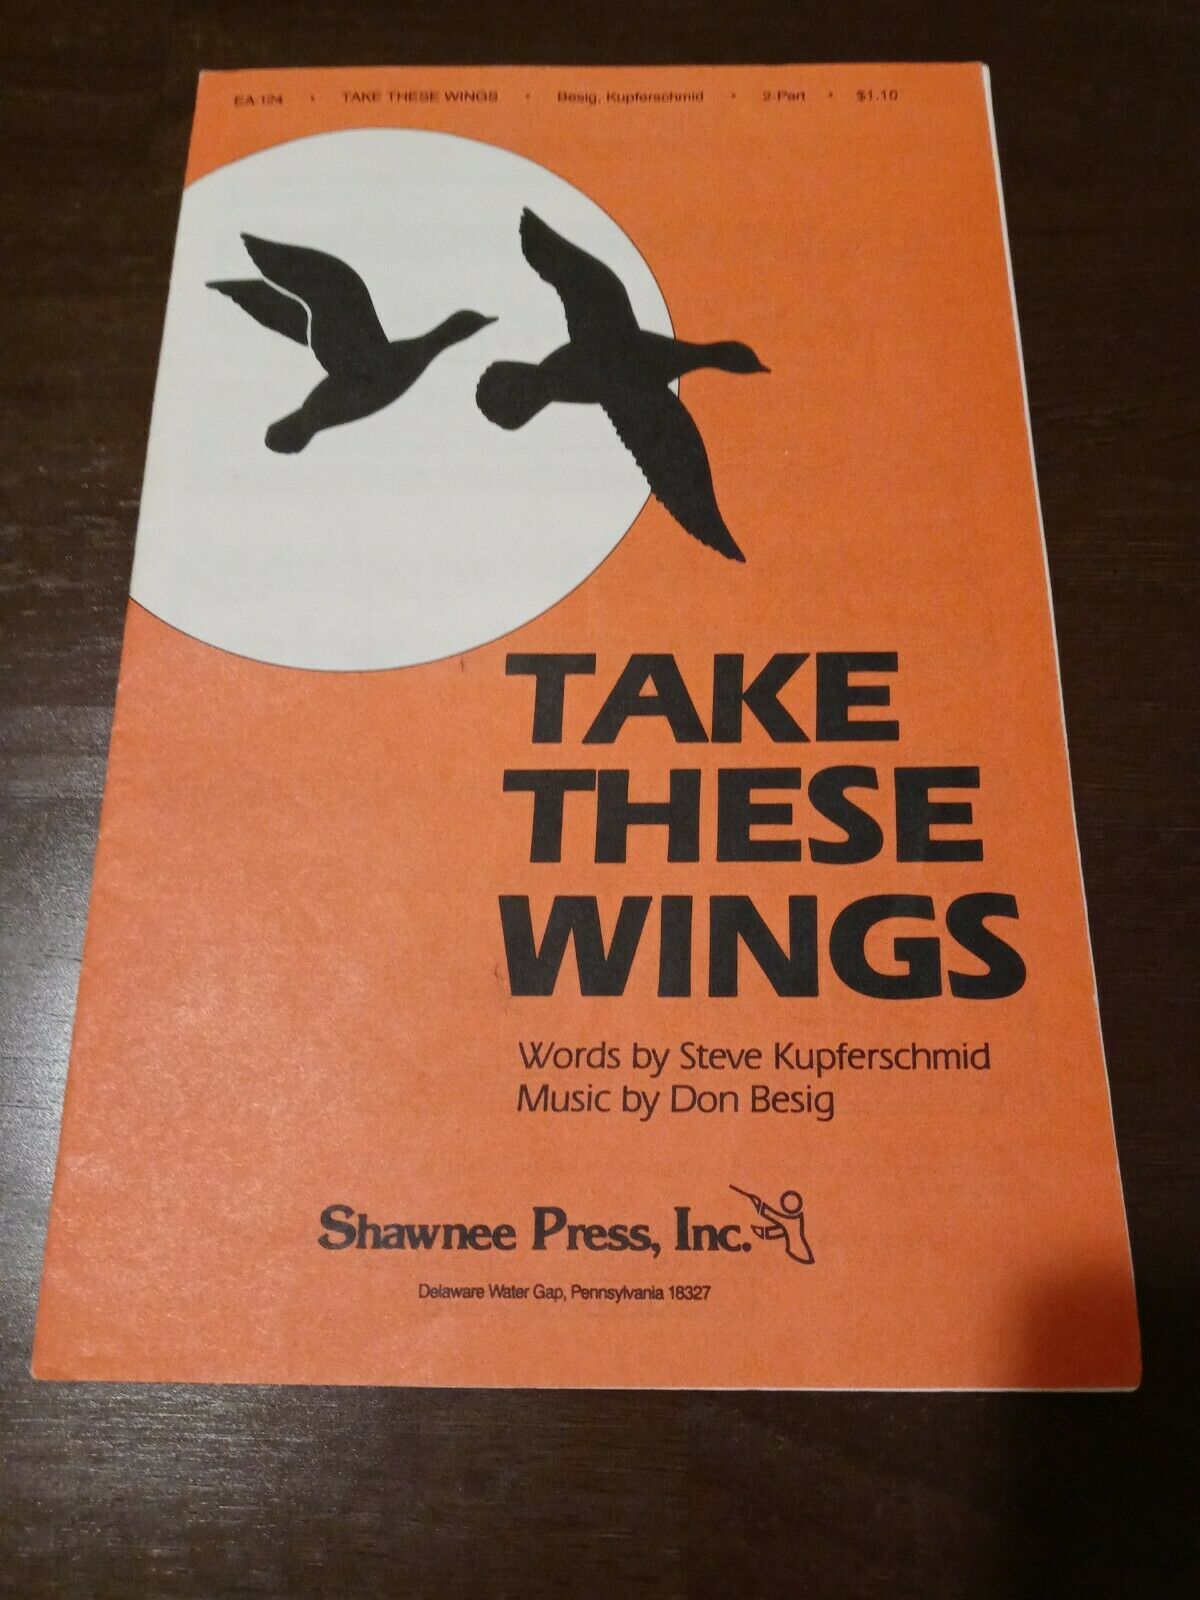 EA 124 • TAKE THESE WINGS • Besig, Kupferschmid • 2-Part • $1.10
TAKE
THESE
WINGS
Words by Steve Kupferschmid
Music by Don Besig
Shawnee Press, Inc.
Delaware Water Gap, Pennsylvania 18327